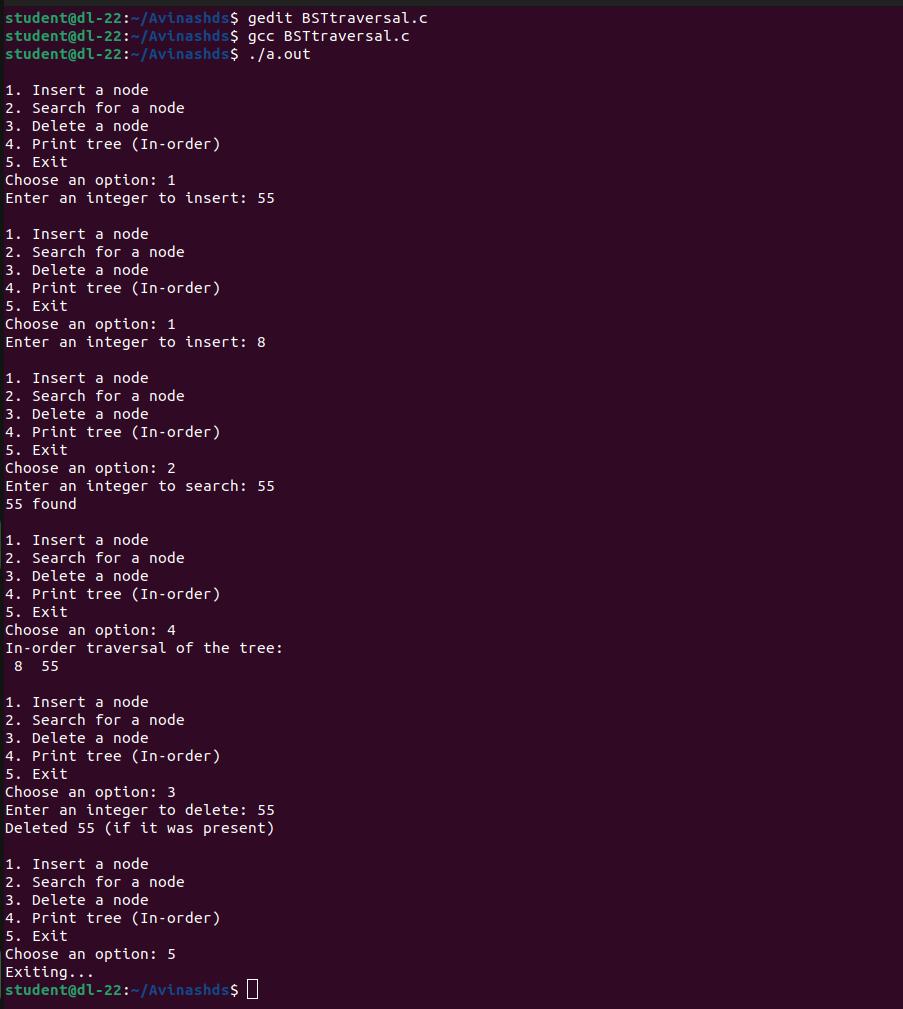 student@dl-22:~/Avinashds$ gedit BSTtraversal.c
student@dl-22:~/Avinashds$ gcc BSTtraversal.c
student@dl-22:~/Avinashds$ ./a.out
1. Insert a node
2. Search for a node
3. Delete a node
4. Print tree (In-order)
5. Exit
Choose an option: 1
Enter an integer to insert: 55
1. Insert a node
2. Search for a node
3. Delete a node
4. Print tree (In-order)
5. Exit
Choose an option: 1
Enter an integer to insert: 8
1. Insert a node
2. Search for a node
3. Delete a node
4. Print tree (In-order)
5. Exit
Choose an option: 2
Enter an integer to search: 55
55 found
1. Insert a node
2. Search for a node
3. Delete a node
4. Print tree (In-order)
5. Exit
Choose an option: 4
In-order traversal of the tree:
 8  55
1. Insert a node
2. Search for a node
3. Delete a node
4. Print tree (In-order)
5. Exit
Choose an option: 3
Enter an integer to delete: 55
Deleted 55 (if it was present)
1. Insert a node
2. Search for a node
3. Delete a node
4. Print tree (In-order)
5. Exit
Choose an option: 5
Exiting...
student@dl-22:~/Avinashds$